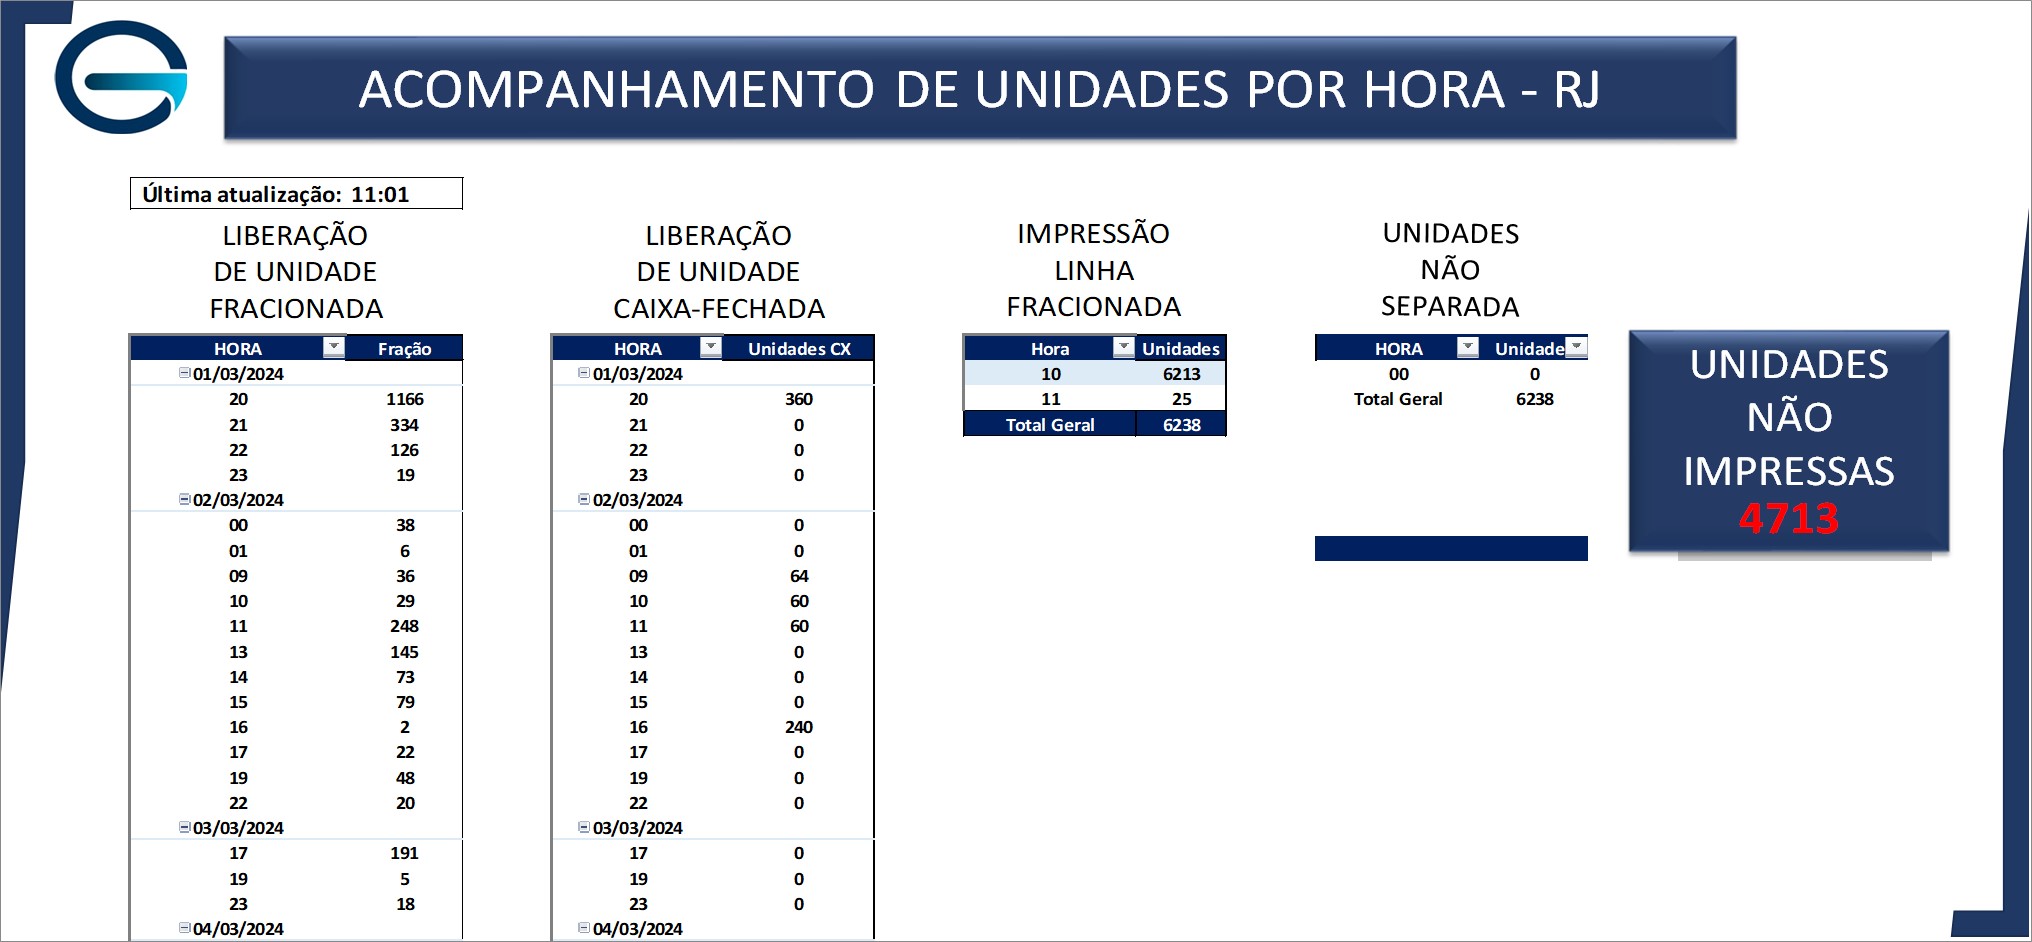 ACOMPANHAMENTO DE UNIDADES POR HORA - RJ
Última atualização: 11:01
LIBERAÇÃO
DE UNIDADE
FRACIONADA
HORA Fração
01/03/2024
20 1166
21 334
22 126
23 19
02/03/2024
00 38
01 6
09 36
10 29
11 248
13 145
14 73
15 79
16 2
17 22
19 48
22 20
03/03/2024
17 191
19 5
23 18
04/03/2024
LIBERAÇÃO
DE UNIDADE
CAIXA-FECHADA
HORA Unidades CX
01/03/2024
20 360
21 0
22 0
23 0
02/03/2024
00 0
01 0
09 64
10 60
11 60
13 0
14 0
15 0
16 240
17 0
19 0
22 0
03/03/2024
17 0
19 0
23 0
04/03/2024
IMPRESSÃO
LINHA
FRACIONADA
Hora Unidades
10 6213
11 25
Total Geral 6238
UNIDADES
NÃO
SEPARADA
HORA Unidade
00 0
Total Geral 6238
UNIDADES
NÃO
IMPRESSAS
4713